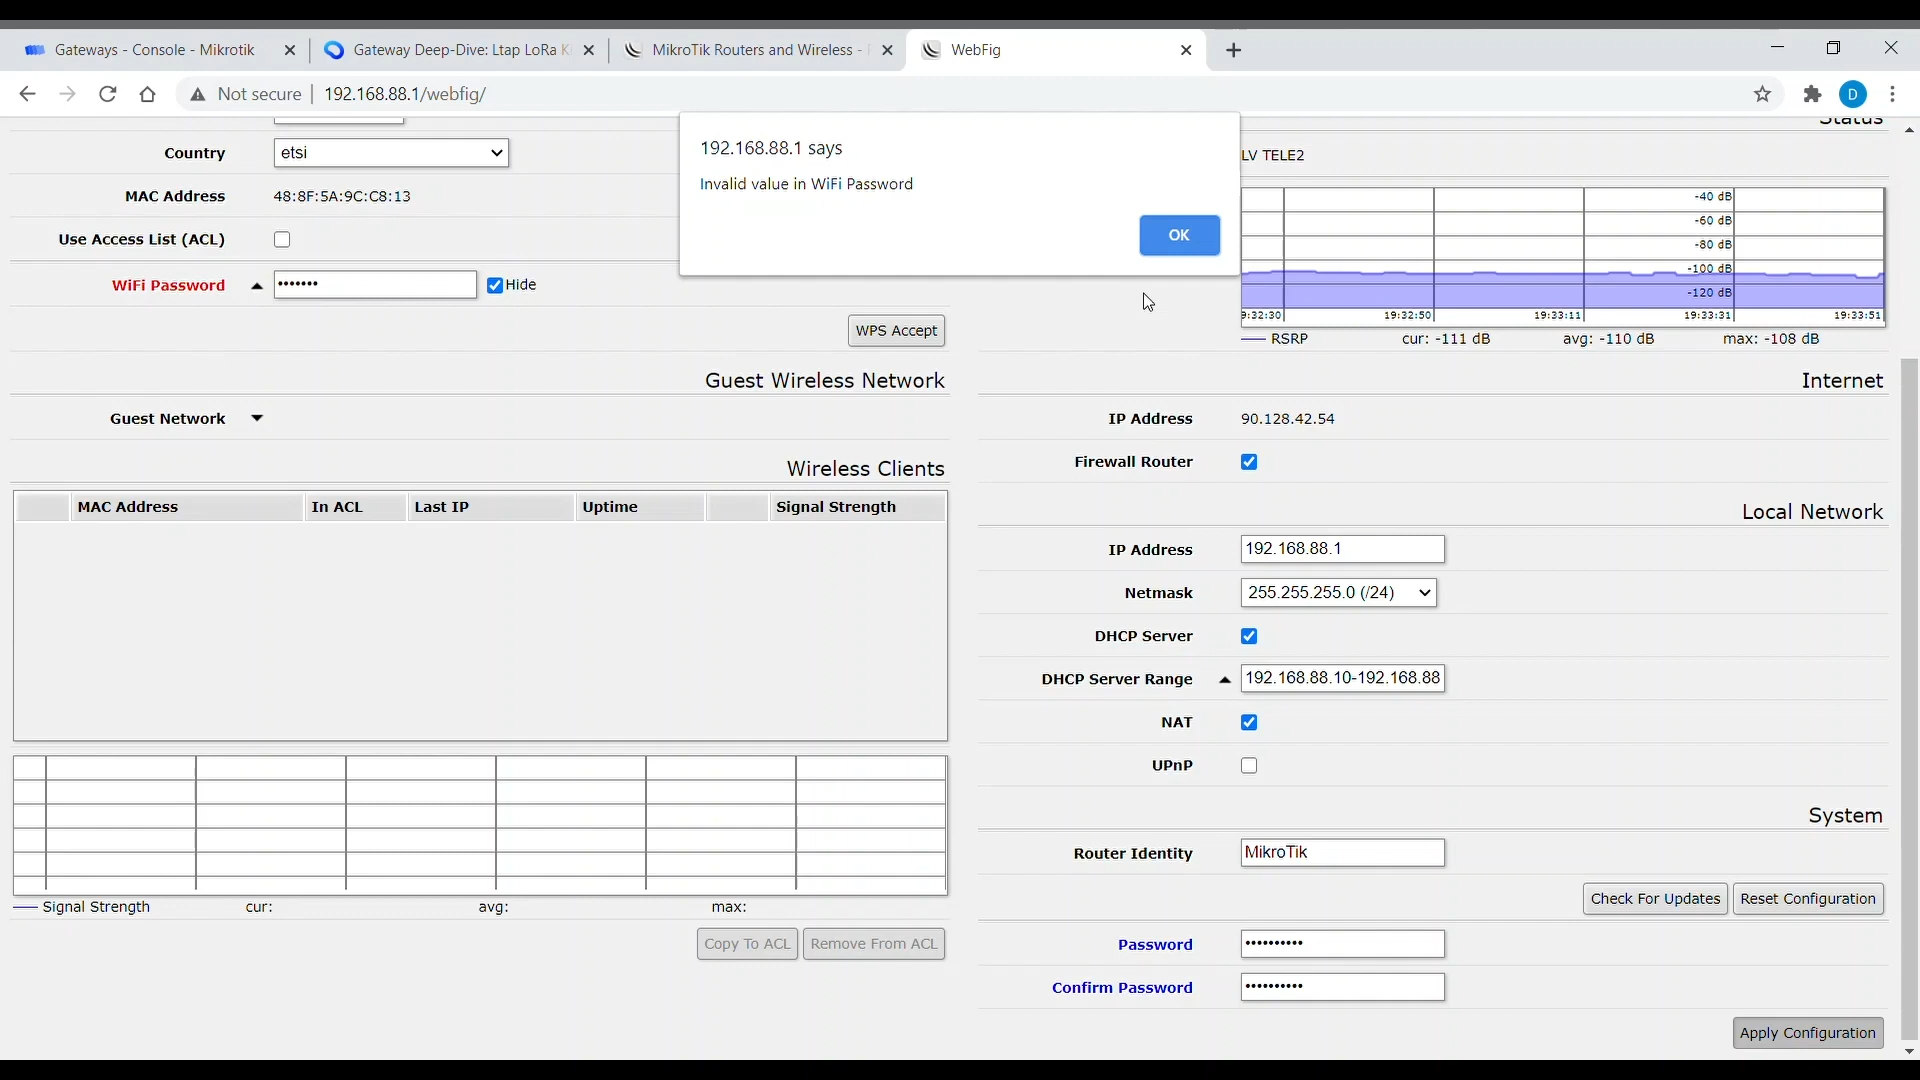 Gateways - Console - Mikrotik
Gateway Deep-Dive: Ltap LoRa K
MikroTik Routers and Wireless -
WebFig
Not secure
192.168.88.1/webfig/
D
192.168.88.1 says
Invalid value in WiFi Password
OK
Country
etsi
MAC Address
48:8F:5A:9C:C8:13
Use Access List (ACL)
WiFi Password
•••••••
Hide
WPS Accept
Guest Wireless Network
Guest Network
Wireless Clients
MAC Address
In ACL
Last IP
Uptime
Signal Strength
Signal Strength
cur:
avg:
max:
Copy To ACL
Remove From ACL
Status
LV TELE2
-40 dB
-60 dB
-80 dB
-100 dB
-120 dB
9:32:30
19:32:50
19:33:11
19:33:31
19:33:51
RSRP
cur: -111 dB
avg: -110 dB
max: -108 dB
Internet
IP Address
90.128.42.54
Firewall Router
Local Network
IP Address
192.168.88.1
Netmask
255.255.255.0 (/24)
DHCP Server
DHCP Server Range
192.168.88.10-192.168.88
NAT
UPnP
System
Router Identity
MikroTik
Check For Updates
Reset Configuration
Password
••••••••••
Confirm Password
••••••••••
Apply Configuration